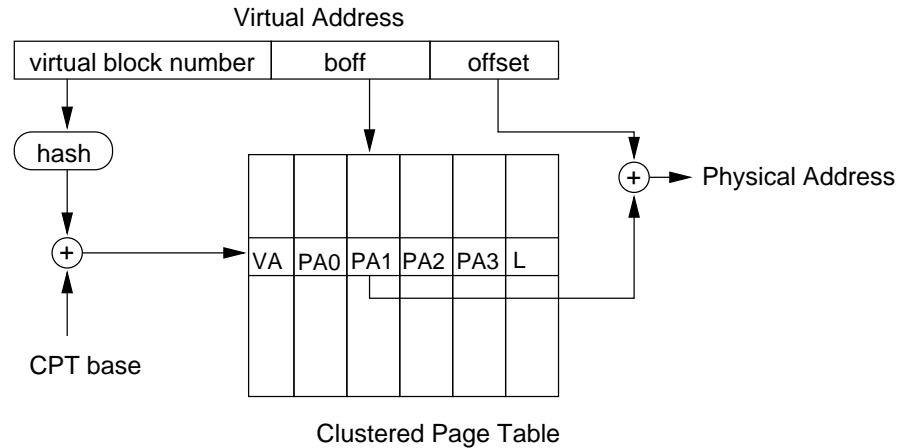 Virtual Address
virtual block number boff offset
hash
+ Physical Address
+
VA PA0 PA1 PA2 PA3 L
CPT base
Clustered Page Table